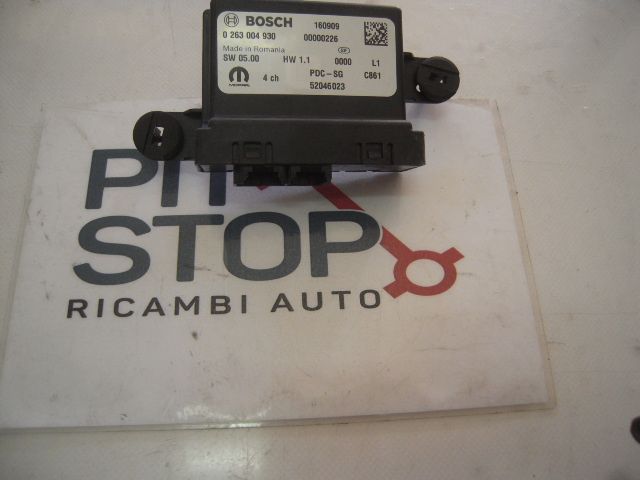 BOSCH 160909
0 263 004 930 00000226
Made in Romania
SW 05.00 HW 1.1 0000 L1
4 ch PDC-SG C861
MOPAR 52046023
PIT
STOP
RICAMBI AUTO